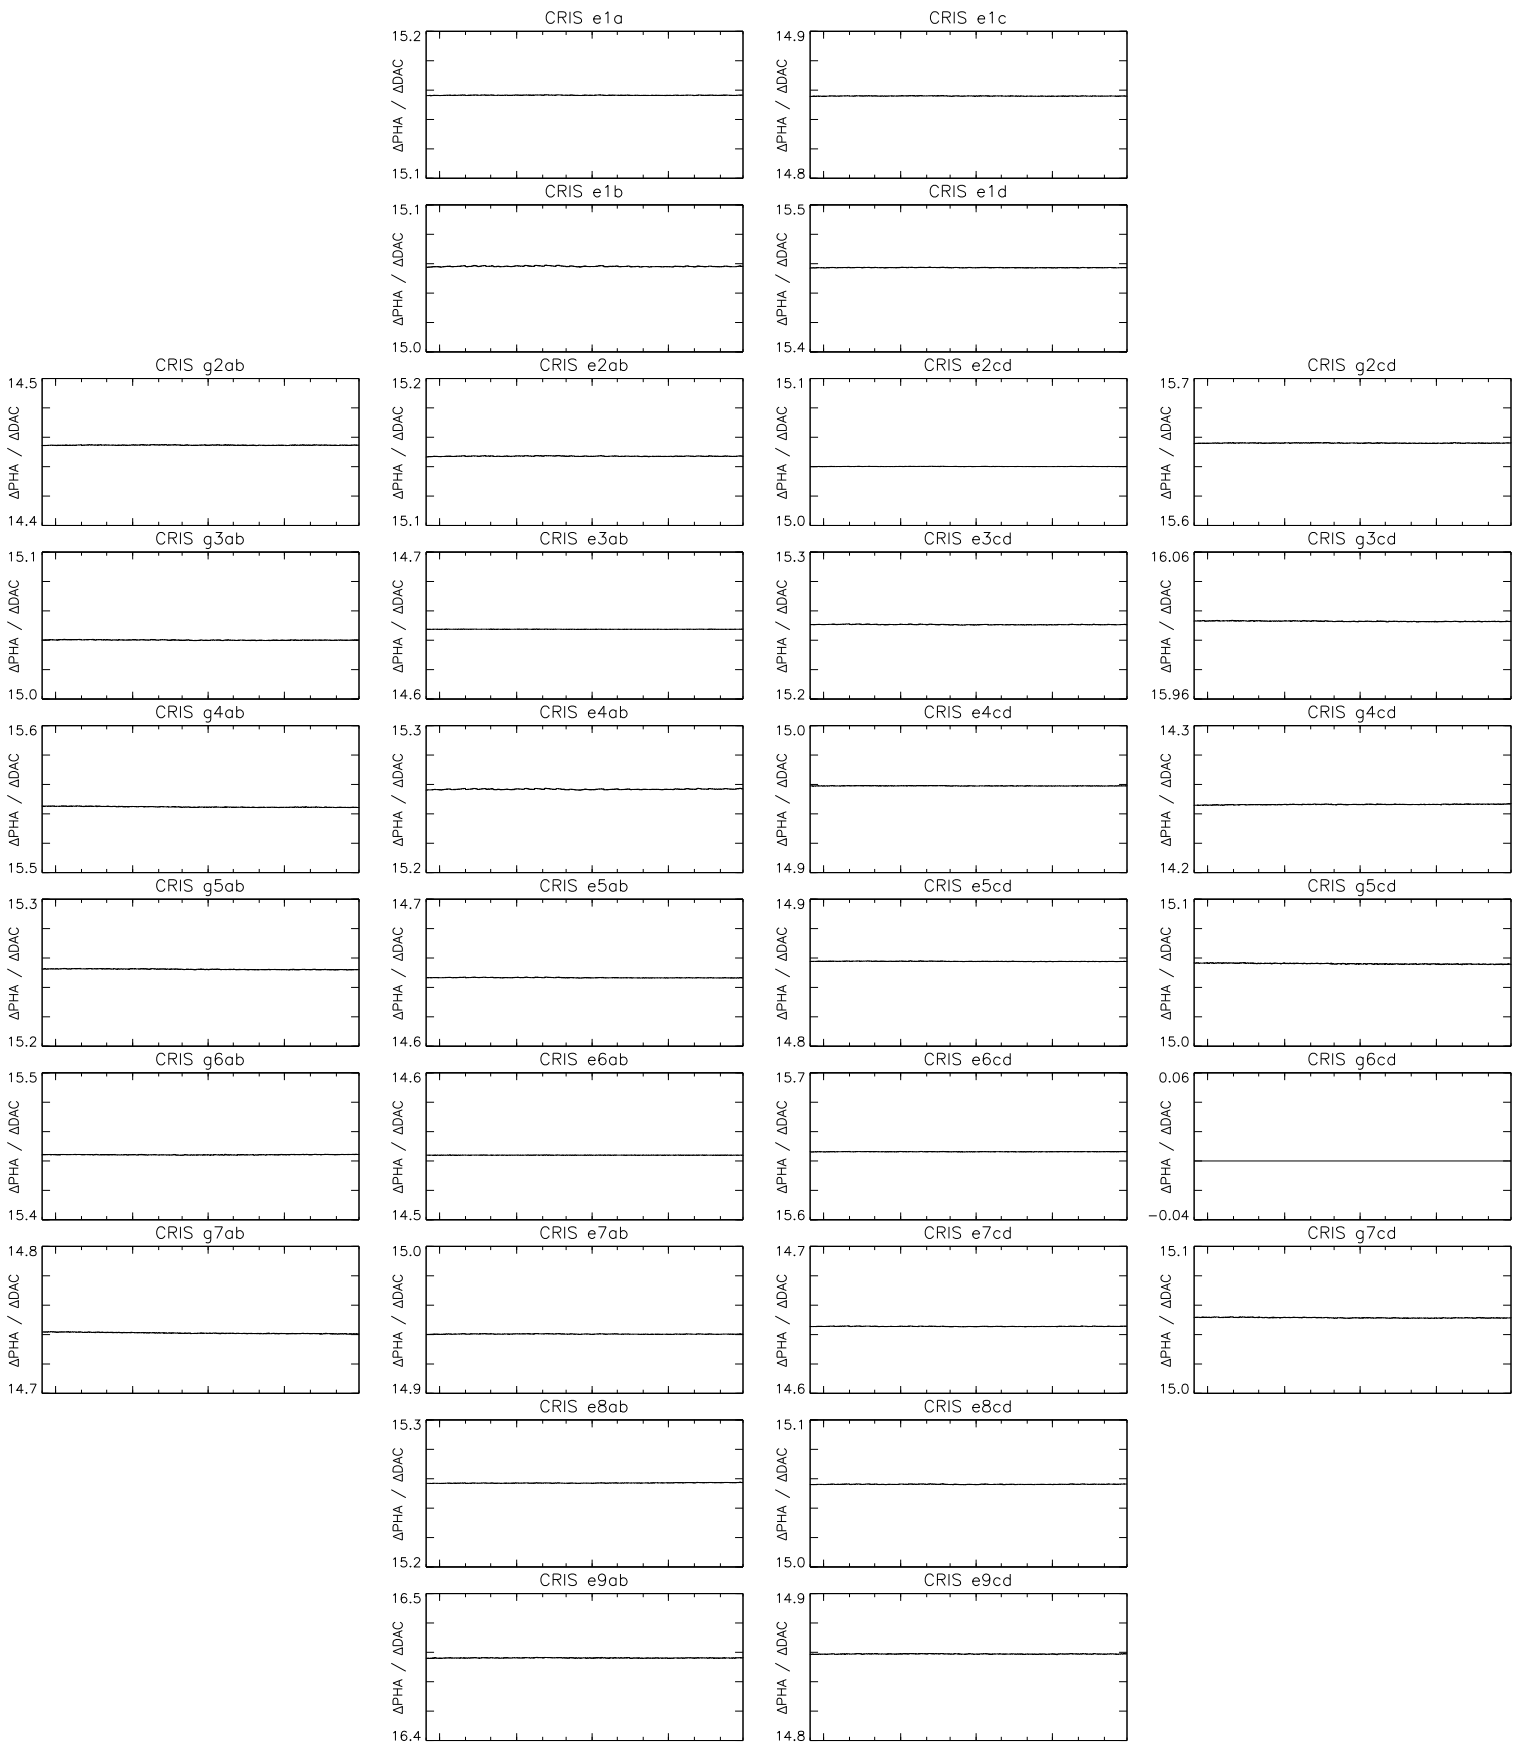 CRIS e1a CRIS e1c
15.2 14.9
ΔPHA / ΔDAC ΔPHA / ΔDAC
15.1 14.8
CRIS e1b CRIS e1d
15.1 15.5
ΔPHA / ΔDAC ΔPHA / ΔDAC
15.0 15.4
CRIS g2ab CRIS e2ab CRIS e2cd CRIS g2cd
14.5 15.2 15.1 15.7
ΔPHA / ΔDAC ΔPHA / ΔDAC ΔPHA / ΔDAC ΔPHA / ΔDAC
14.4 15.1 15.0 15.6
CRIS g3ab CRIS e3ab CRIS e3cd CRIS g3cd
15.1 14.7 15.3 16.06
ΔPHA / ΔDAC ΔPHA / ΔDAC ΔPHA / ΔDAC ΔPHA / ΔDAC
15.0 14.6 15.2 15.96
CRIS g4ab CRIS e4ab CRIS e4cd CRIS g4cd
15.6 15.3 15.0 14.3
ΔPHA / ΔDAC ΔPHA / ΔDAC ΔPHA / ΔDAC ΔPHA / ΔDAC
15.5 15.2 14.9 14.2
CRIS g5ab CRIS e5ab CRIS e5cd CRIS g5cd
15.3 14.7 14.9 15.1
ΔPHA / ΔDAC ΔPHA / ΔDAC ΔPHA / ΔDAC ΔPHA / ΔDAC
15.2 14.6 14.8 15.0
CRIS g6ab CRIS e6ab CRIS e6cd CRIS g6cd
15.5 14.6 15.7 0.06
ΔPHA / ΔDAC ΔPHA / ΔDAC ΔPHA / ΔDAC ΔPHA / ΔDAC
15.4 14.5 15.6 −0.04
CRIS g7ab CRIS e7ab CRIS e7cd CRIS g7cd
14.8 15.0 14.7 15.1
ΔPHA / ΔDAC ΔPHA / ΔDAC ΔPHA / ΔDAC ΔPHA / ΔDAC
14.7 14.9 14.6 15.0
CRIS e8ab CRIS e8cd
15.3 15.1
ΔPHA / ΔDAC ΔPHA / ΔDAC
15.2 15.0
CRIS e9ab CRIS e9cd
16.5 14.9
ΔPHA / ΔDAC ΔPHA / ΔDAC
16.4 14.8